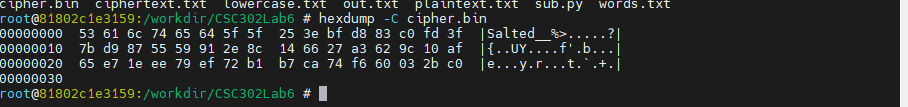 cipher.bin  ciphertext.txt  lowercase.txt  out.txt  plaintext.txt  sub.py  words.txt
root@81802c1e3159:/workdir/CSC302Lab6 # hexdump -C cipher.bin
00000000  53 61 6c 74 65 64 5f 5f  25 3e bf d8 83 c0 fd 3f  |Salted__%>.....?|
00000010  7b d9 87 55 59 91 2e 8c  14 66 27 a3 62 9c 10 af  |{..UY....f'.b...|
00000020  65 e7 1e ee 79 ef 72 b1  b7 ca 74 f6 60 03 2b c0  |e...y.r...t.`.+.|
00000030
root@81802c1e3159:/workdir/CSC302Lab6 #